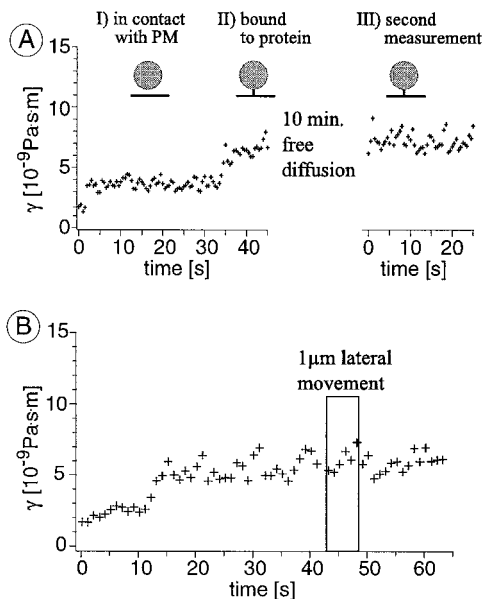 A
I) in contact with PM
II) bound to protein
III) second measurement
10 min. free diffusion
γ [10⁻⁹Pa·s·m]
15
10
5
0
0 10 20 30 40
time [s]
0 10 20
time [s]
B
1μm lateral movement
γ [10⁻⁹Pa·s·m]
15
10
5
0
0 10 20 30 40 50 60
time [s]